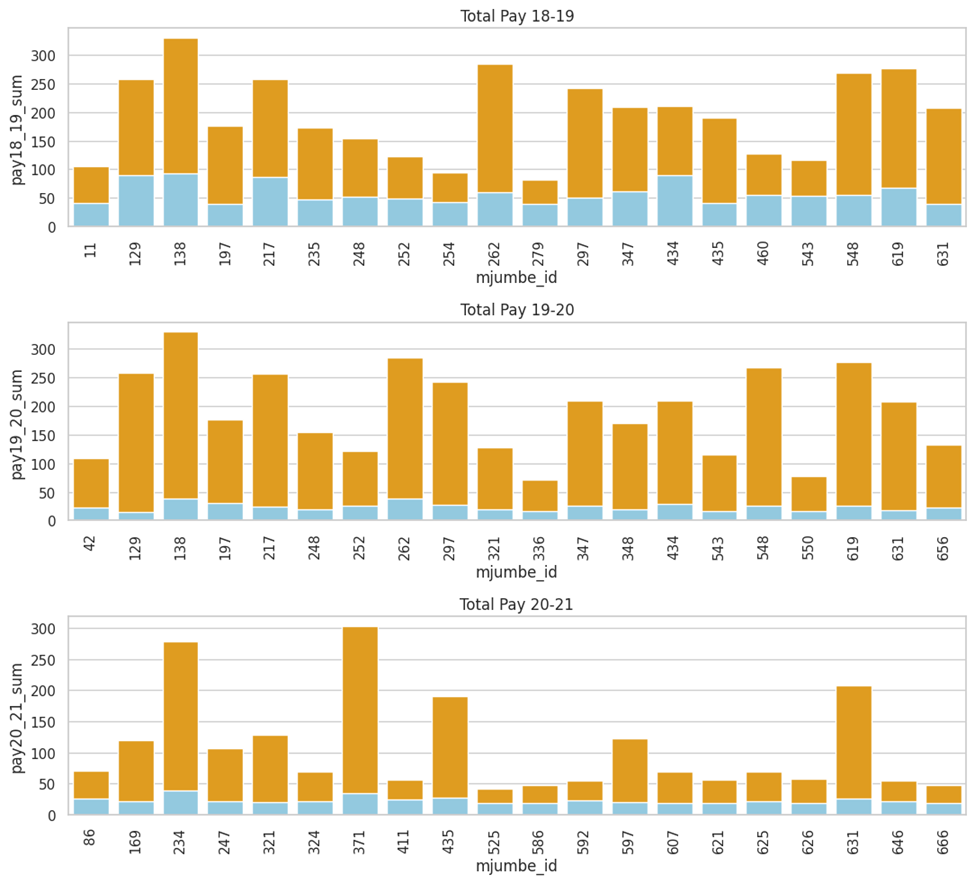 Total Pay 18-19
pay18_19_sum
300
250
200
150
100
50
0
11 129 138 197 217 235 248 252 254 262 279 297 347 434 435 460 543 548 619 631
mjumbe_id
Total Pay 19-20
pay19_20_sum
300
250
200
150
100
50
0
42 129 138 197 217 248 252 262 297 321 336 347 348 434 543 548 550 619 631 656
mjumbe_id
Total Pay 20-21
pay20_21_sum
300
250
200
150
100
50
0
86 169 234 247 321 324 371 411 435 525 586 592 597 607 621 625 626 631 646 666
mjumbe_id